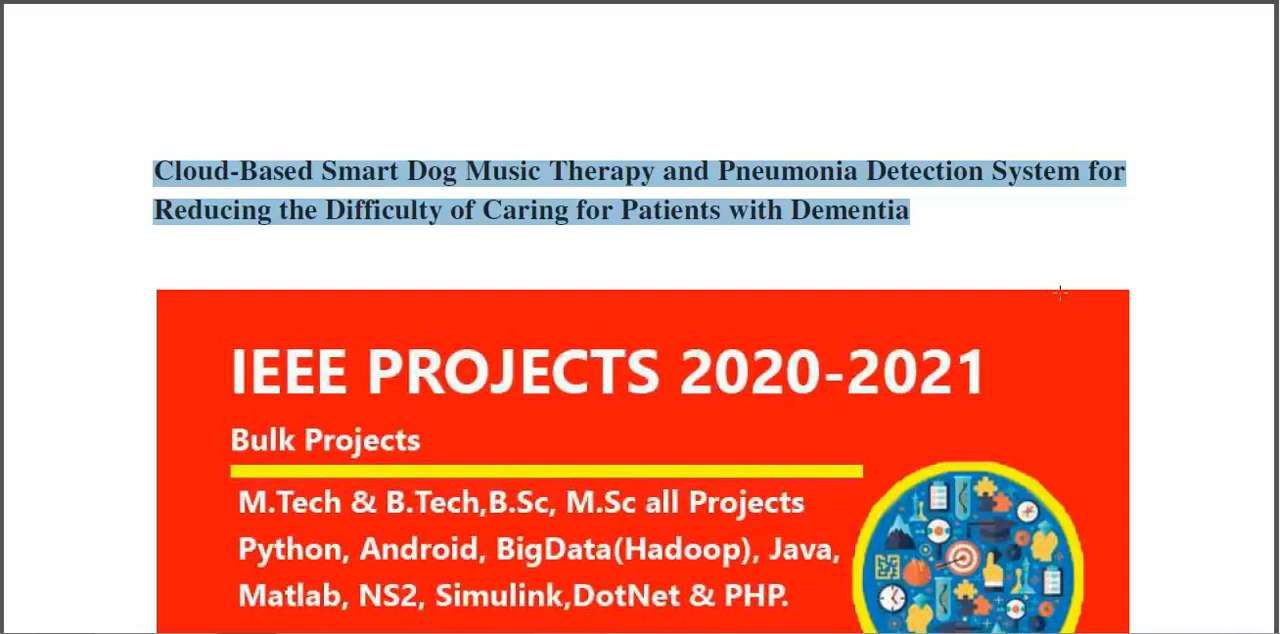 Cloud-Based Smart Dog Music Therapy and Pneumonia Detection System for
Reducing the Difficulty of Caring for Patients with Dementia
IEEE PROJECTS 2020-2021
Bulk Projects
M.Tech & B.Tech,B.Sc, M.Sc all Projects
Python, Android, BigData(Hadoop), Java,
Matlab, NS2, Simulink,DotNet & PHP.